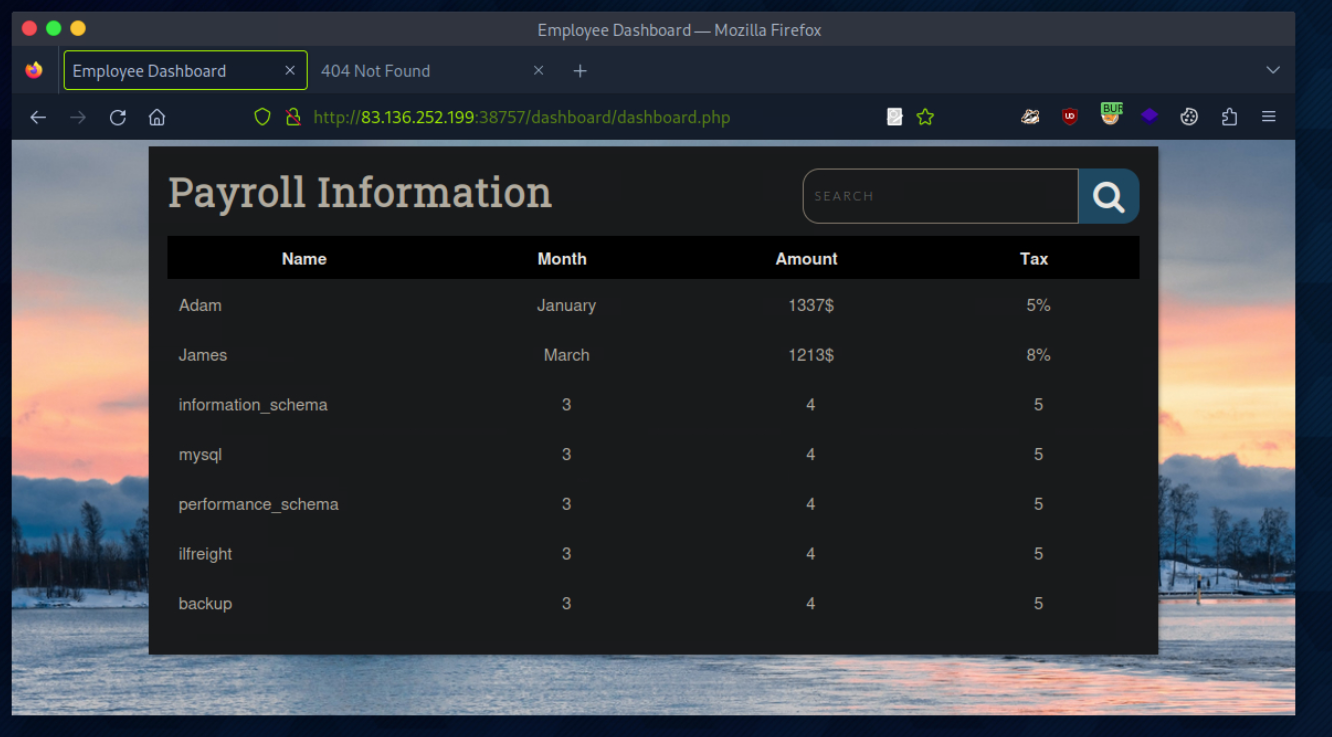 Employee Dashboard — Mozilla Firefox
Employee Dashboard
404 Not Found
http://83.136.252.199:38757/dashboard/dashboard.php
UD
BUR
Payroll Information
SEARCH
Name Month Amount Tax
Adam January 1337$ 5%
James March 1213$ 8%
information_schema 3 4 5
mysql 3 4 5
performance_schema 3 4 5
ilfreight 3 4 5
backup 3 4 5